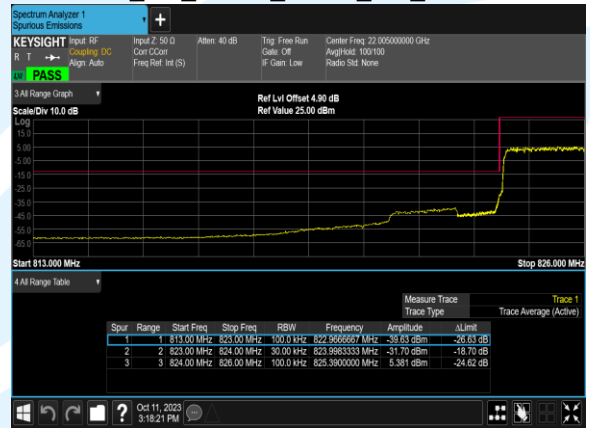 Spectrum Analyzer 1
Spurious Emissions
KEYSIGHT Input: RF Input Z: 50 Ω Atten: 40 dB Trig: Free Run Center Freq: 22.005000000 GHz
R T Coupling: DC Corr CCorr Gate: Off Avg|Hold: 100/100
Align: Auto Freq Ref: Int (S) IF Gain: Low Radio Std: None
LXI PASS
3 All Range Graph
Ref Lvl Offset 4.90 dB
Scale/Div 10.0 dB Ref Value 25.00 dBm
Log
15.0
5.00
-5.00
-15.0
-25.0
-35.0
-45.0
-55.0
-65.0
Start 813.000 MHz Stop 826.000 MHz
4 All Range Table
Measure Trace Trace 1
Trace Type Trace Average (Active)
Spur Range Start Freq Stop Freq RBW Frequency Amplitude ΔLimit
1 1 813.00 MHz 823.00 MHz 100.0 kHz 822.9666667 MHz -39.63 dBm -26.63 dB
2 2 823.00 MHz 824.00 MHz 30.00 kHz 823.9983333 MHz -31.70 dBm -18.70 dB
3 3 824.00 MHz 826.00 MHz 100.0 kHz 825.3900000 MHz 5.381 dBm -24.62 dB
? Oct 11, 2023
3:18:21 PM